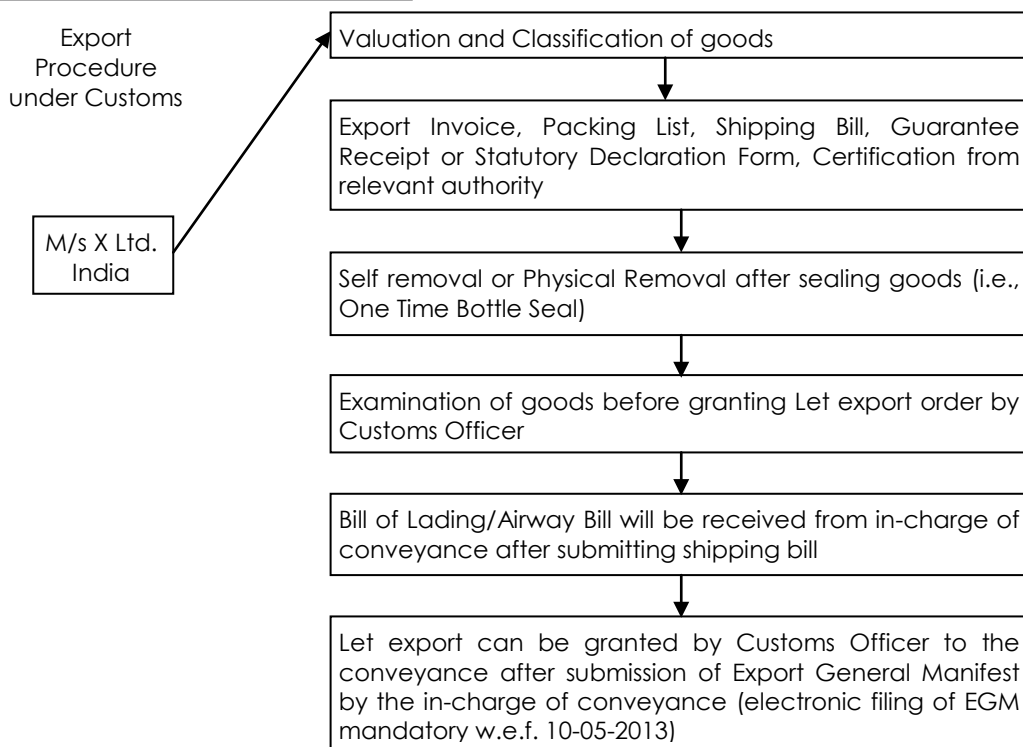 Export
Procedure
under Customs
M/s X Ltd.
India
Valuation and Classification of goods
Export Invoice, Packing List, Shipping Bill, Guarantee
Receipt or Statutory Declaration Form, Certification from
relevant authority
Self removal or Physical Removal after sealing goods (i.e.,
One Time Bottle Seal)
Examination of goods before granting Let export order by
Customs Officer
Bill of Lading/Airway Bill will be received from in-charge of
conveyance after submitting shipping bill
Let export can be granted by Customs Officer to the
conveyance after submission of Export General Manifest
by the in-charge of conveyance (electronic filing of EGM
mandatory w.e.f. 10-05-2013)